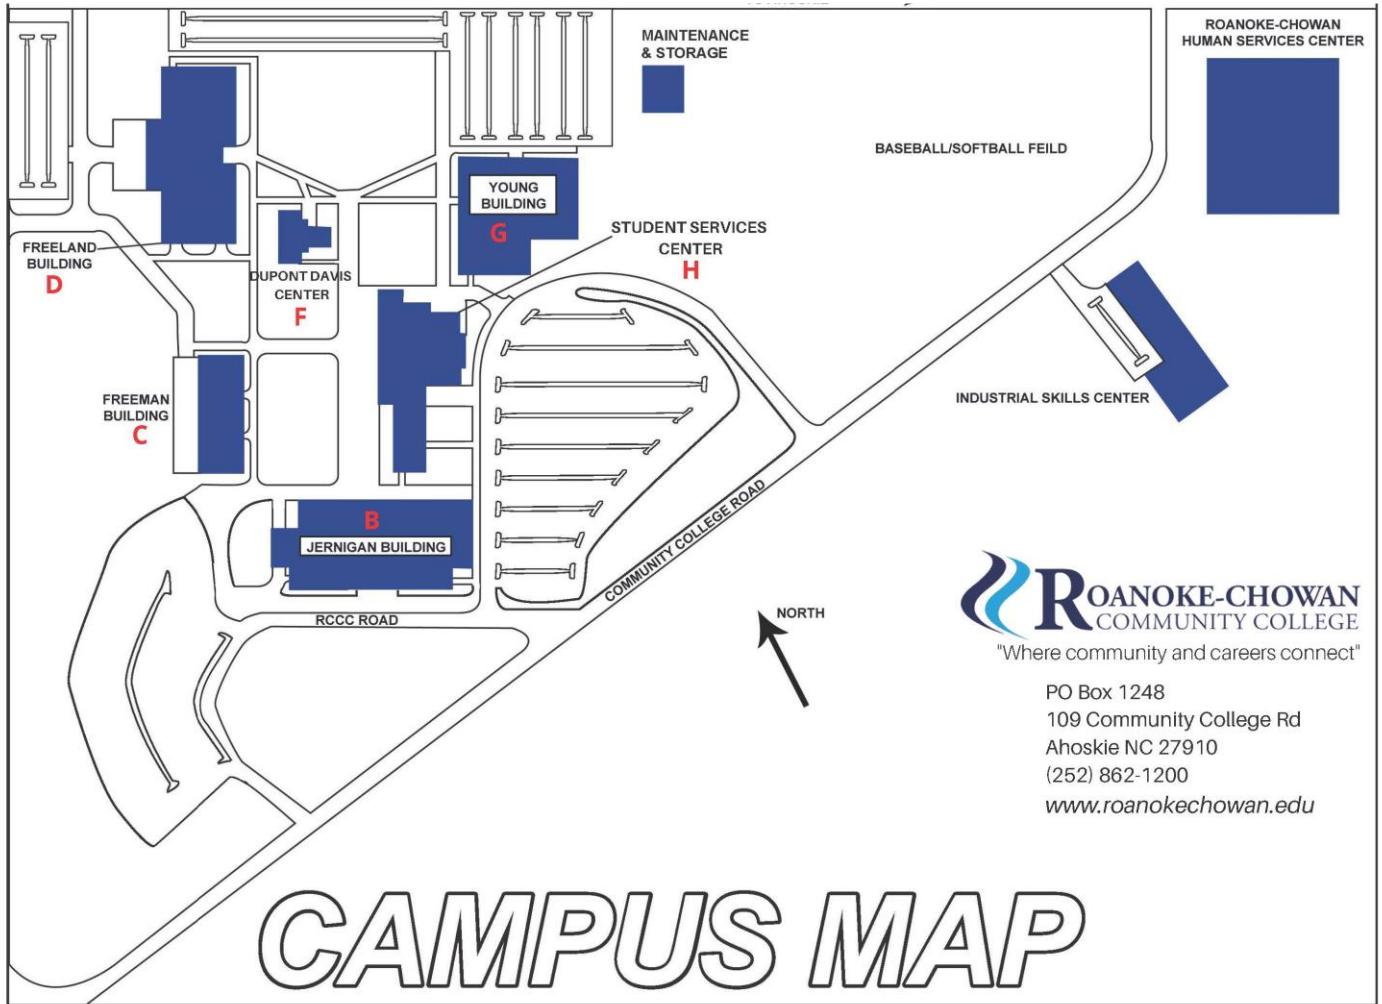 MAINTENANCE
& STORAGE
ROANOKE-CHOWAN
HUMAN SERVICES CENTER
BASEBALL/SOFTBALL FEILD
YOUNG
BUILDING
G
STUDENT SERVICES
CENTER
H
FREELAND
BUILDING
D
DUPONT DAVIS
CENTER
F
FREEMAN
BUILDING
C
INDUSTRIAL SKILLS CENTER
B
JERNIGAN BUILDING
COMMUNITY COLLEGE ROAD
RCCC ROAD
NORTH
ROANOKE-CHOWAN
COMMUNITY COLLEGE
"Where community and careers connect"
PO Box 1248
109 Community College Rd
Ahoskie NC 27910
(252) 862-1200
www.roanokechowan.edu
CAMPUS MAP